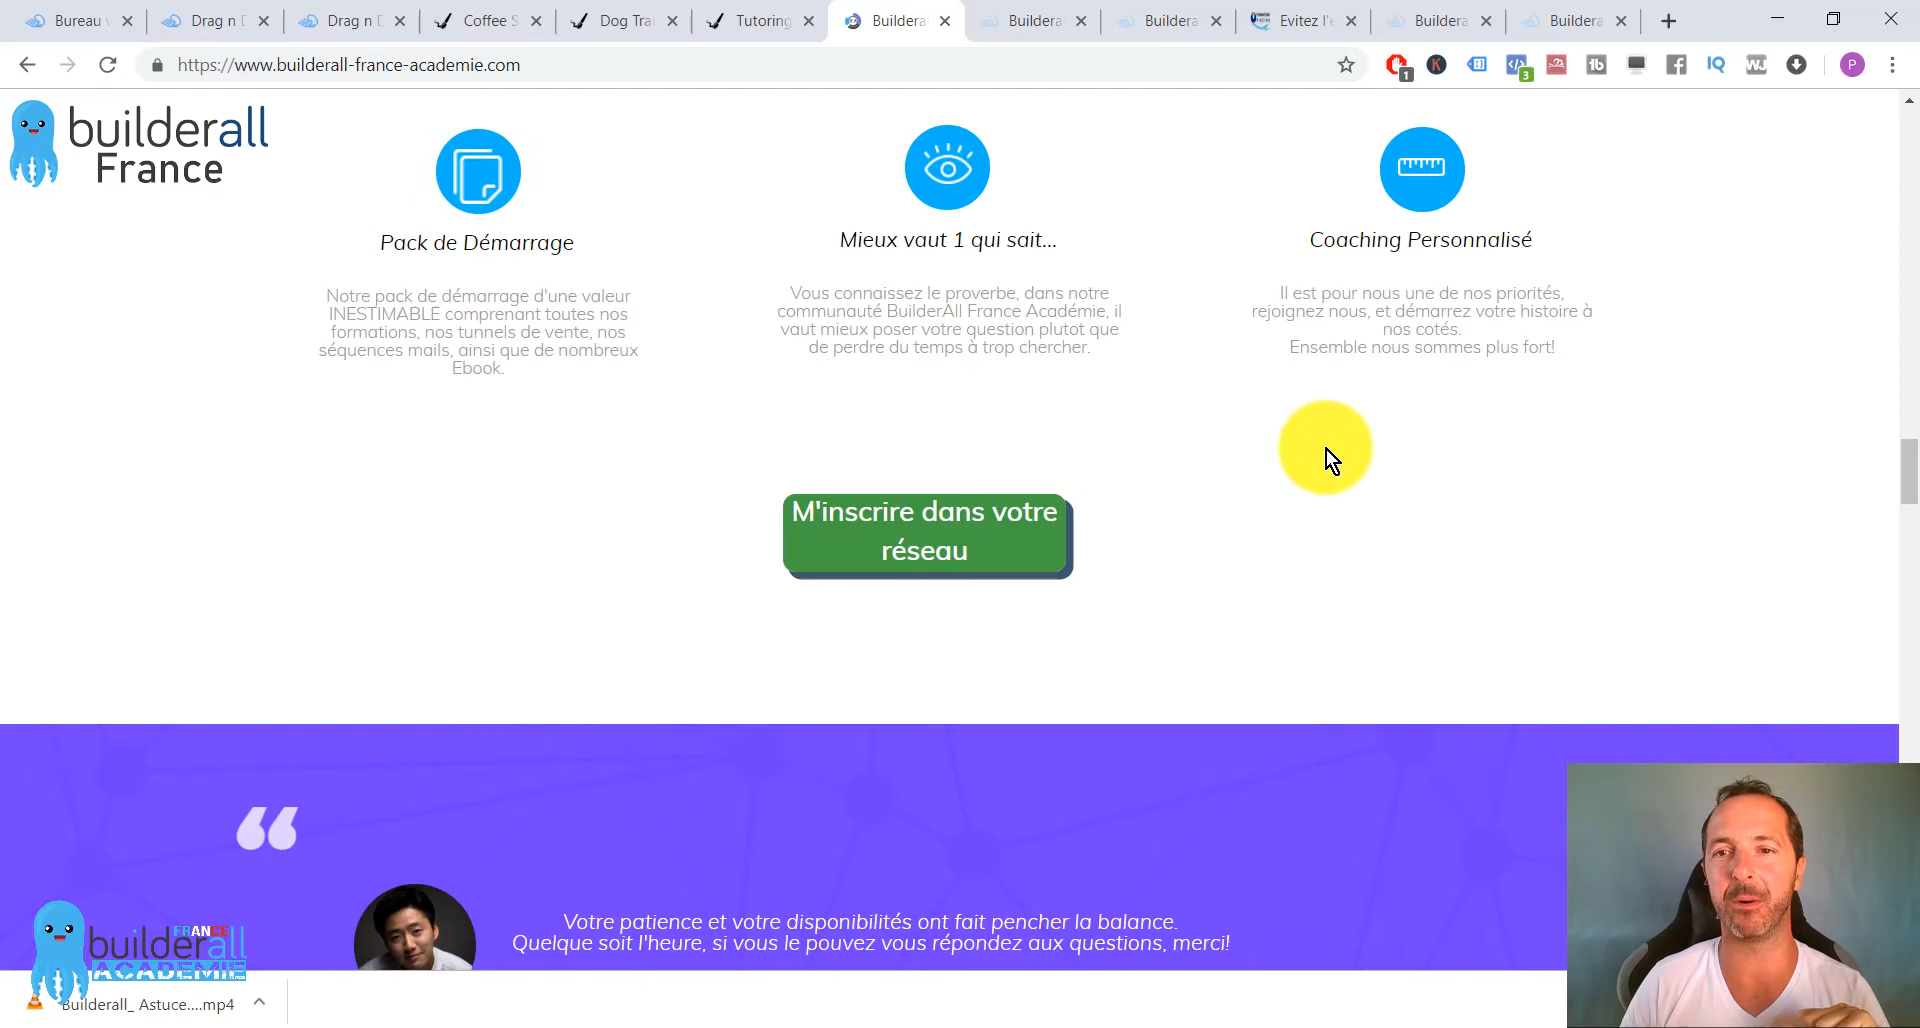 Bureau
Drag n D
Drag n D
Coffee S
Dog Trai
Tutoring
Buildera
Buildera
Buildera
Evitez l'e
Buildera
Buildera
https://www.builderall-france-academie.com
1
K
3
tb
IQ
WJ
P
builderall
France
Pack de Démarrage
Notre pack de démarrage d'une valeur
INESTIMABLE comprenant toutes nos
formations, nos tunnels de vente, nos
séquences mails, ainsi que de nombreux
Ebook.
Mieux vaut 1 qui sait...
Vous connaissez le proverbe, dans notre
communauté BuilderAll France Académie, il
vaut mieux poser votre question plutot que
de perdre du temps à trop chercher.
Coaching Personnalisé
Il est pour nous une de nos priorités,
rejoignez nous, et démarrez votre histoire à
nos cotés.
Ensemble nous sommes plus fort!
M'inscrire dans votre
réseau
“
Votre patience et votre disponibilités ont fait pencher la balance.
Quelque soit l'heure, si vous le pouvez vous répondez aux questions, merci!
FRANCE
builderall
ACADEMIE
Builderall_ Astuce....mp4